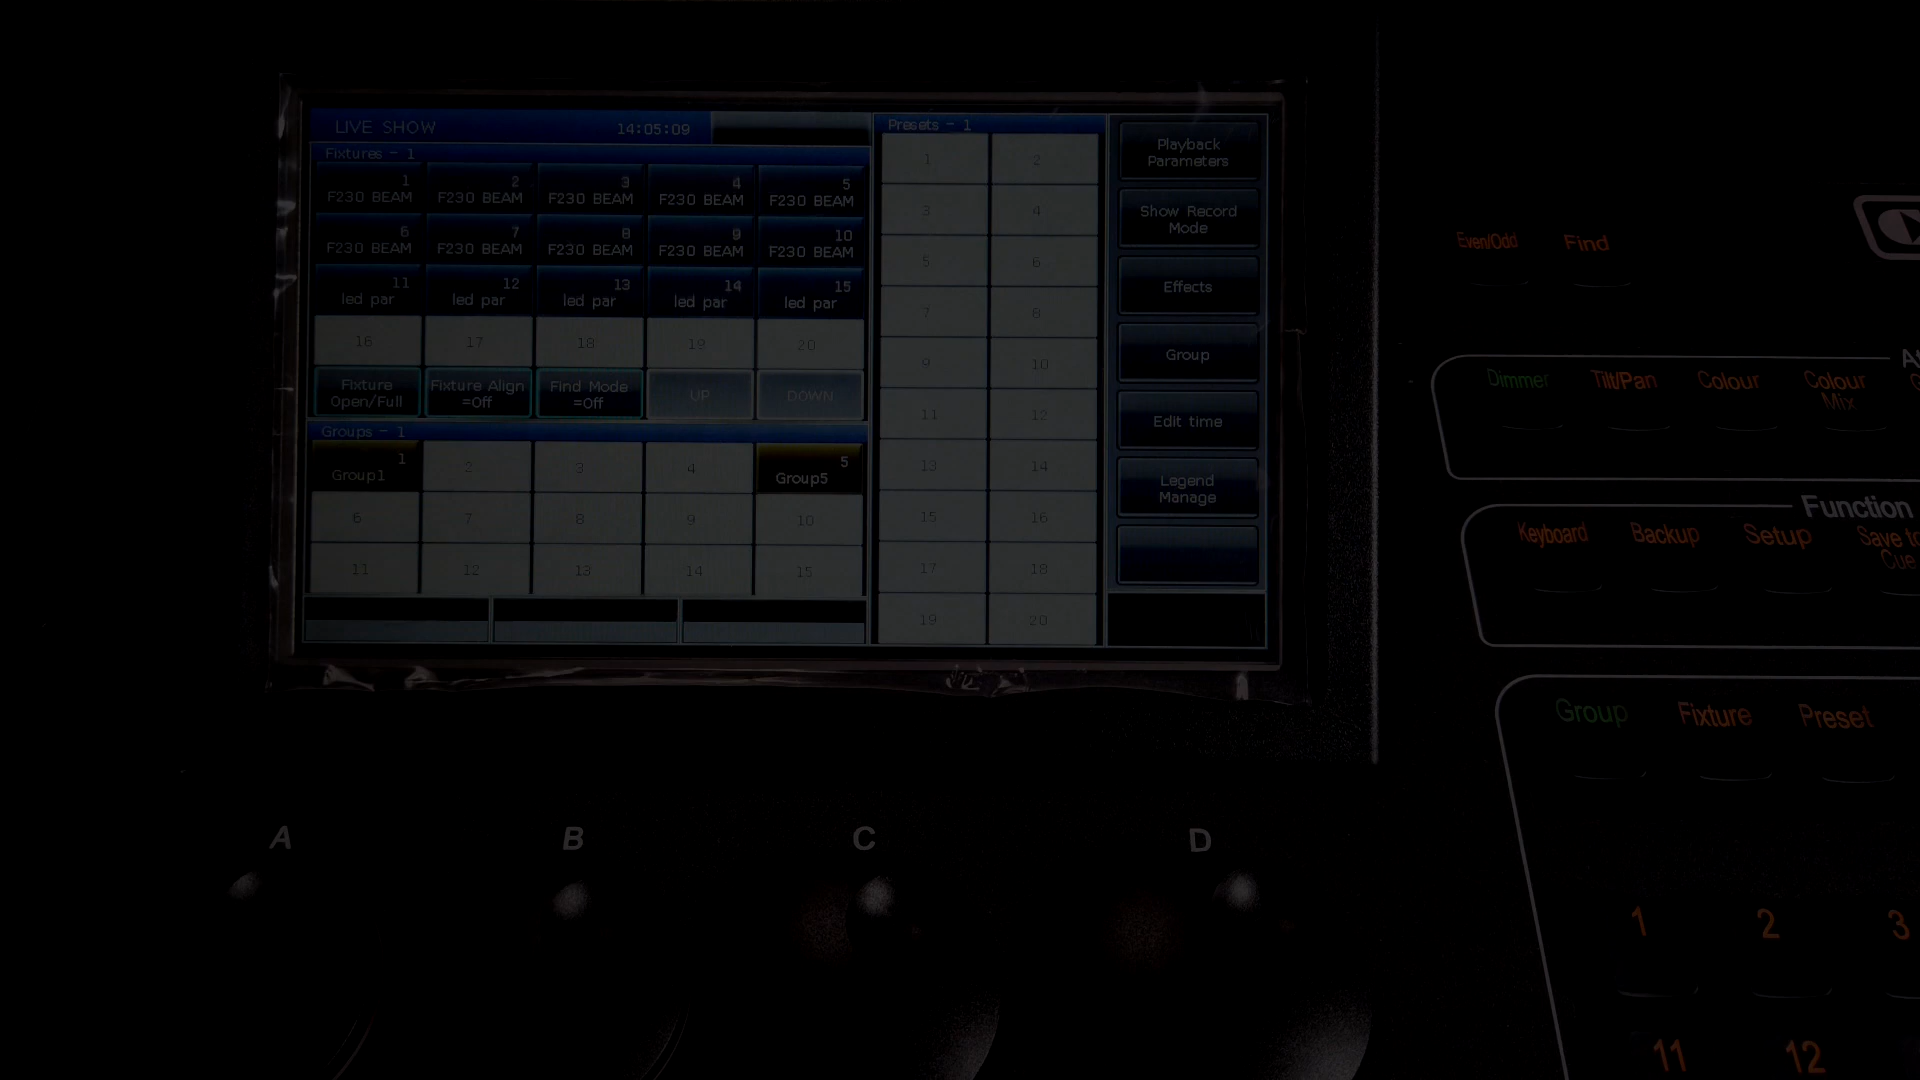 LIVE SHOW 14:05:09
Fixtures - 1
1 2 3 4 5
F230 BEAM F230 BEAM F230 BEAM F230 BEAM F230 BEAM
6 7 8 9 10
F230 BEAM F230 BEAM F230 BEAM F230 BEAM F230 BEAM
11 12 13 14 15
led par led par led par led par led par
16 17 18 19 20
Fixture Open/Full
Fixture Align =Off
Find Mode =Off
UP
DOWN
Groups - 1
1 2 3 4 5
Group1 Group5
6 7 8 9 10
11 12 13 14 15
Presets - 1
1 2
3 4
5 6
7 8
9 10
11 12
13 14
15 16
17 18
19 20
Playback
Parameters
Show Record
Mode
Effects
Group
Edit time
Legend
Manage
Even/Odd Find
Dimmer Tilt/Pan Colour Colour
Mix
Function
Keyboard Backup Setup Save to
Cue
Group Fixture Preset
A B C D
1 2 3
11 12